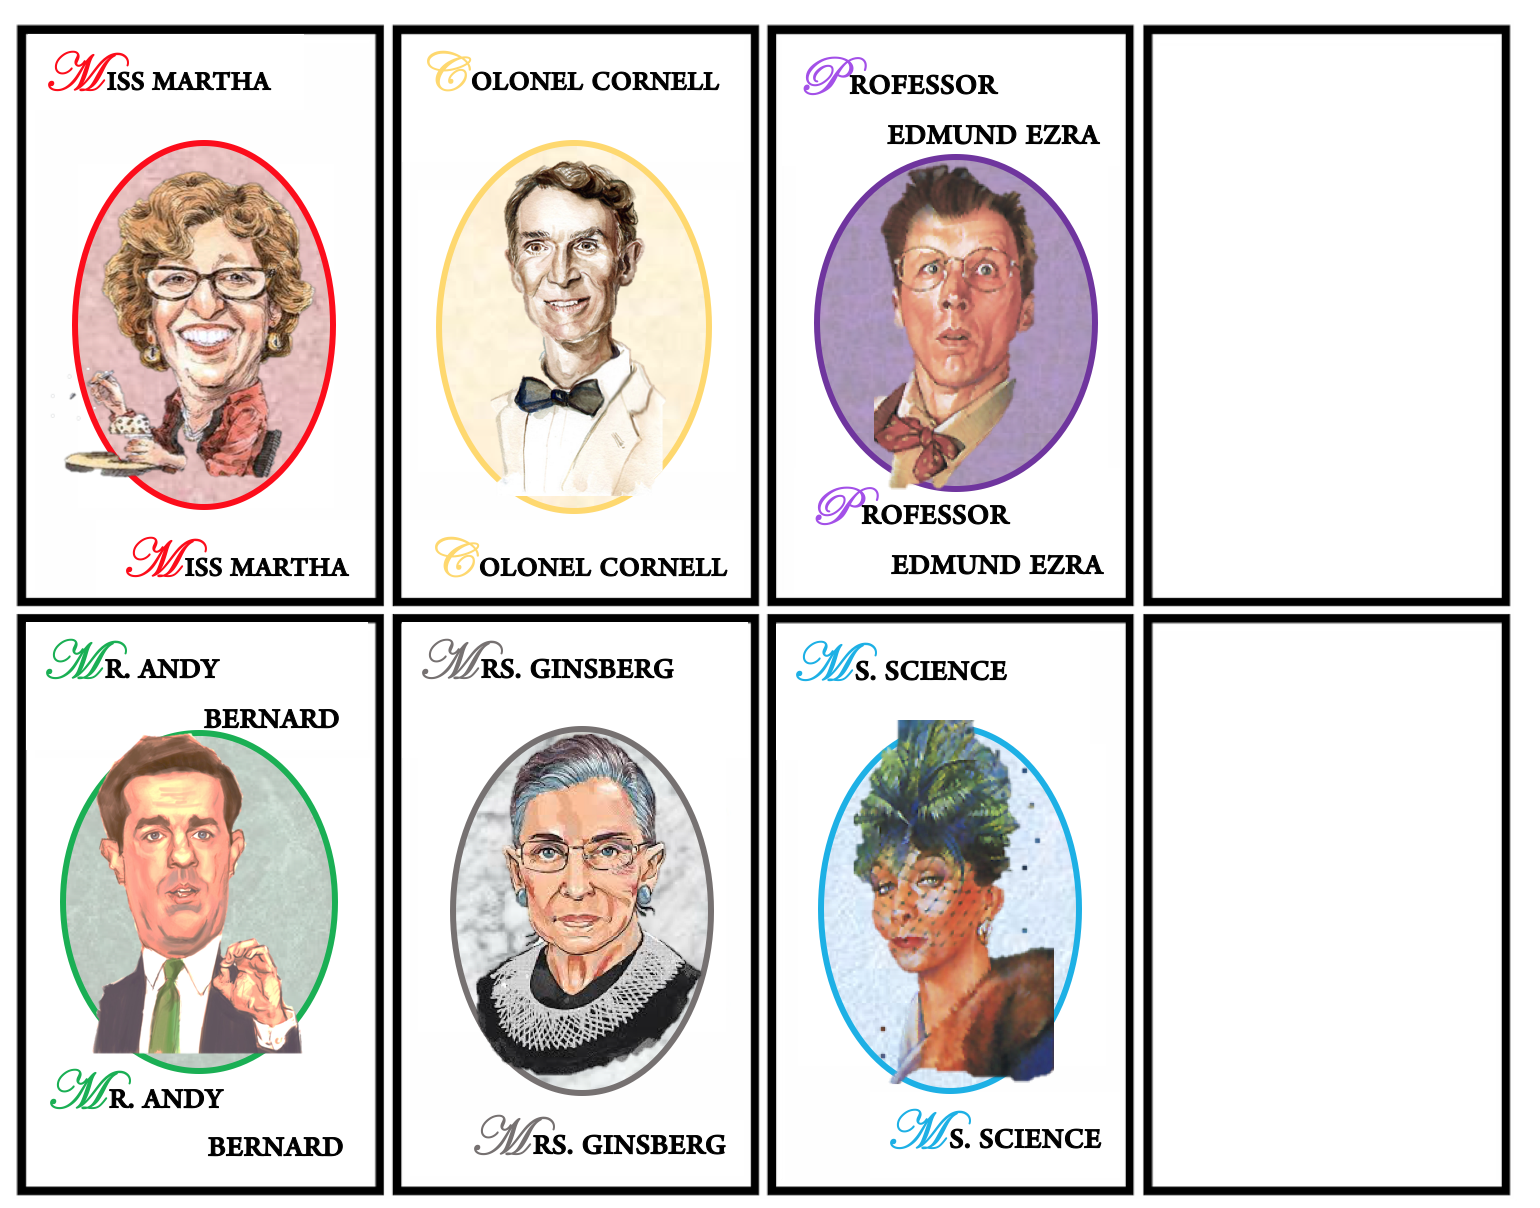 MISS MARTHA
MISS MARTHA
COLONEL CORNELL
COLONEL CORNELL
PROFESSOR
EDMUND EZRA
PROFESSOR
EDMUND EZRA
MR. ANDY
BERNARD
MR. ANDY
BERNARD
MRS. GINSBERG
MRS. GINSBERG
MS. SCIENCE
MS. SCIENCE